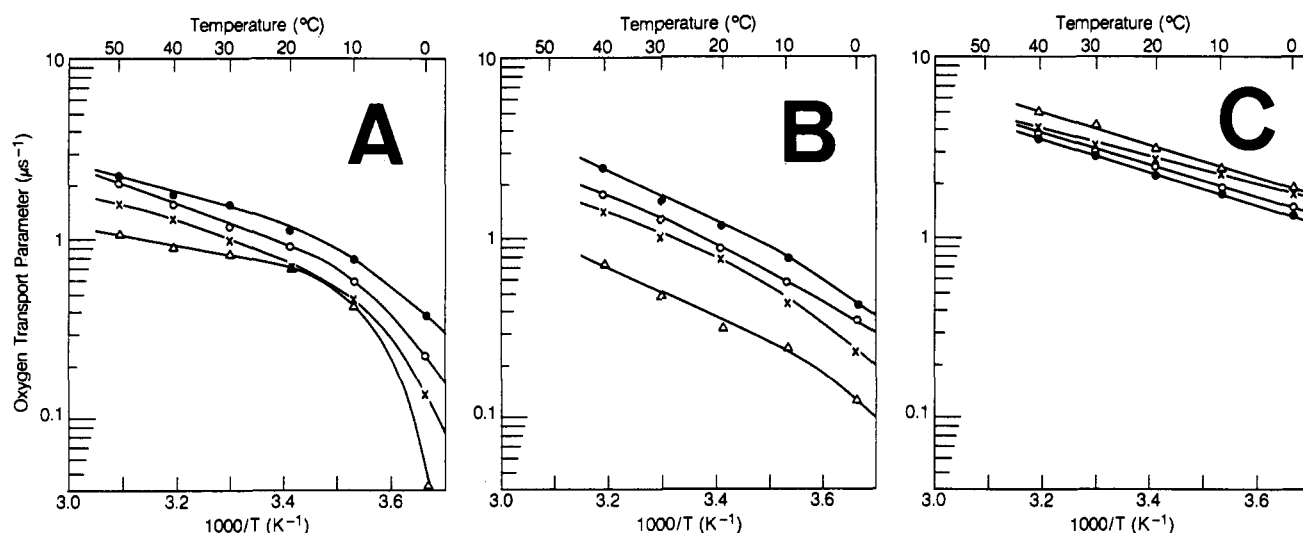 Temperature (°C)
50 40 30 20 10 0
10
1
0.1
Oxygen Transport Parameter (μs⁻¹)
A
3.0 3.2 3.4 3.6
1000/T (K⁻¹)
Temperature (°C)
50 40 30 20 10 0
10
1
0.1
B
3.0 3.2 3.4 3.6
1000/T (K⁻¹)
Temperature (°C)
50 40 30 20 10 0
10
1
0.1
C
3.0 3.2 3.4 3.6
1000/T (K⁻¹)